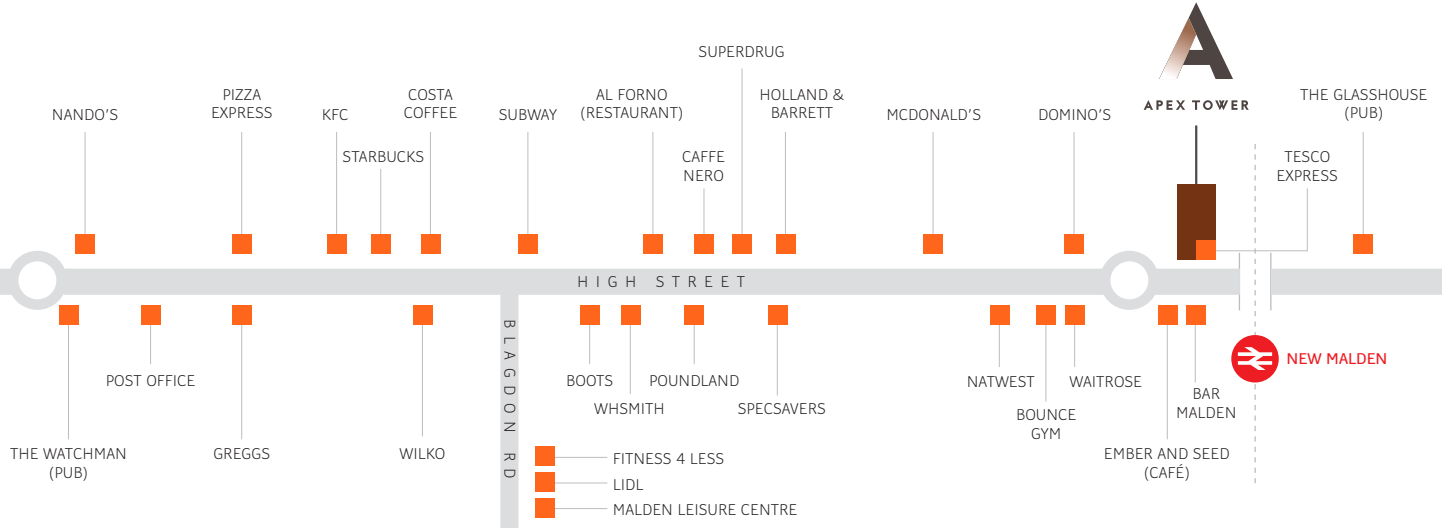 SUPERDRUG
NANDO'S
PIZZA
EXPRESS
KFC
COSTA
COFFEE
STARBUCKS
SUBWAY
AL FORNO
(RESTAURANT)
CAFFE
NERO
HOLLAND &
BARRETT
MCDONALD'S
DOMINO'S
APEX TOWER
TESCO
EXPRESS
THE GLASSHOUSE
(PUB)
HIGH STREET
BLAGDON RD
THE WATCHMAN
(PUB)
POST OFFICE
GREGGS
WILKO
BOOTS
WHSMITH
POUNDLAND
SPECSAVERS
NATWEST
BOUNCE
GYM
WAITROSE
EMBER AND SEED
(CAFÉ)
BAR
MALDEN
NEW MALDEN
FITNESS 4 LESS
LIDL
MALDEN LEISURE CENTRE